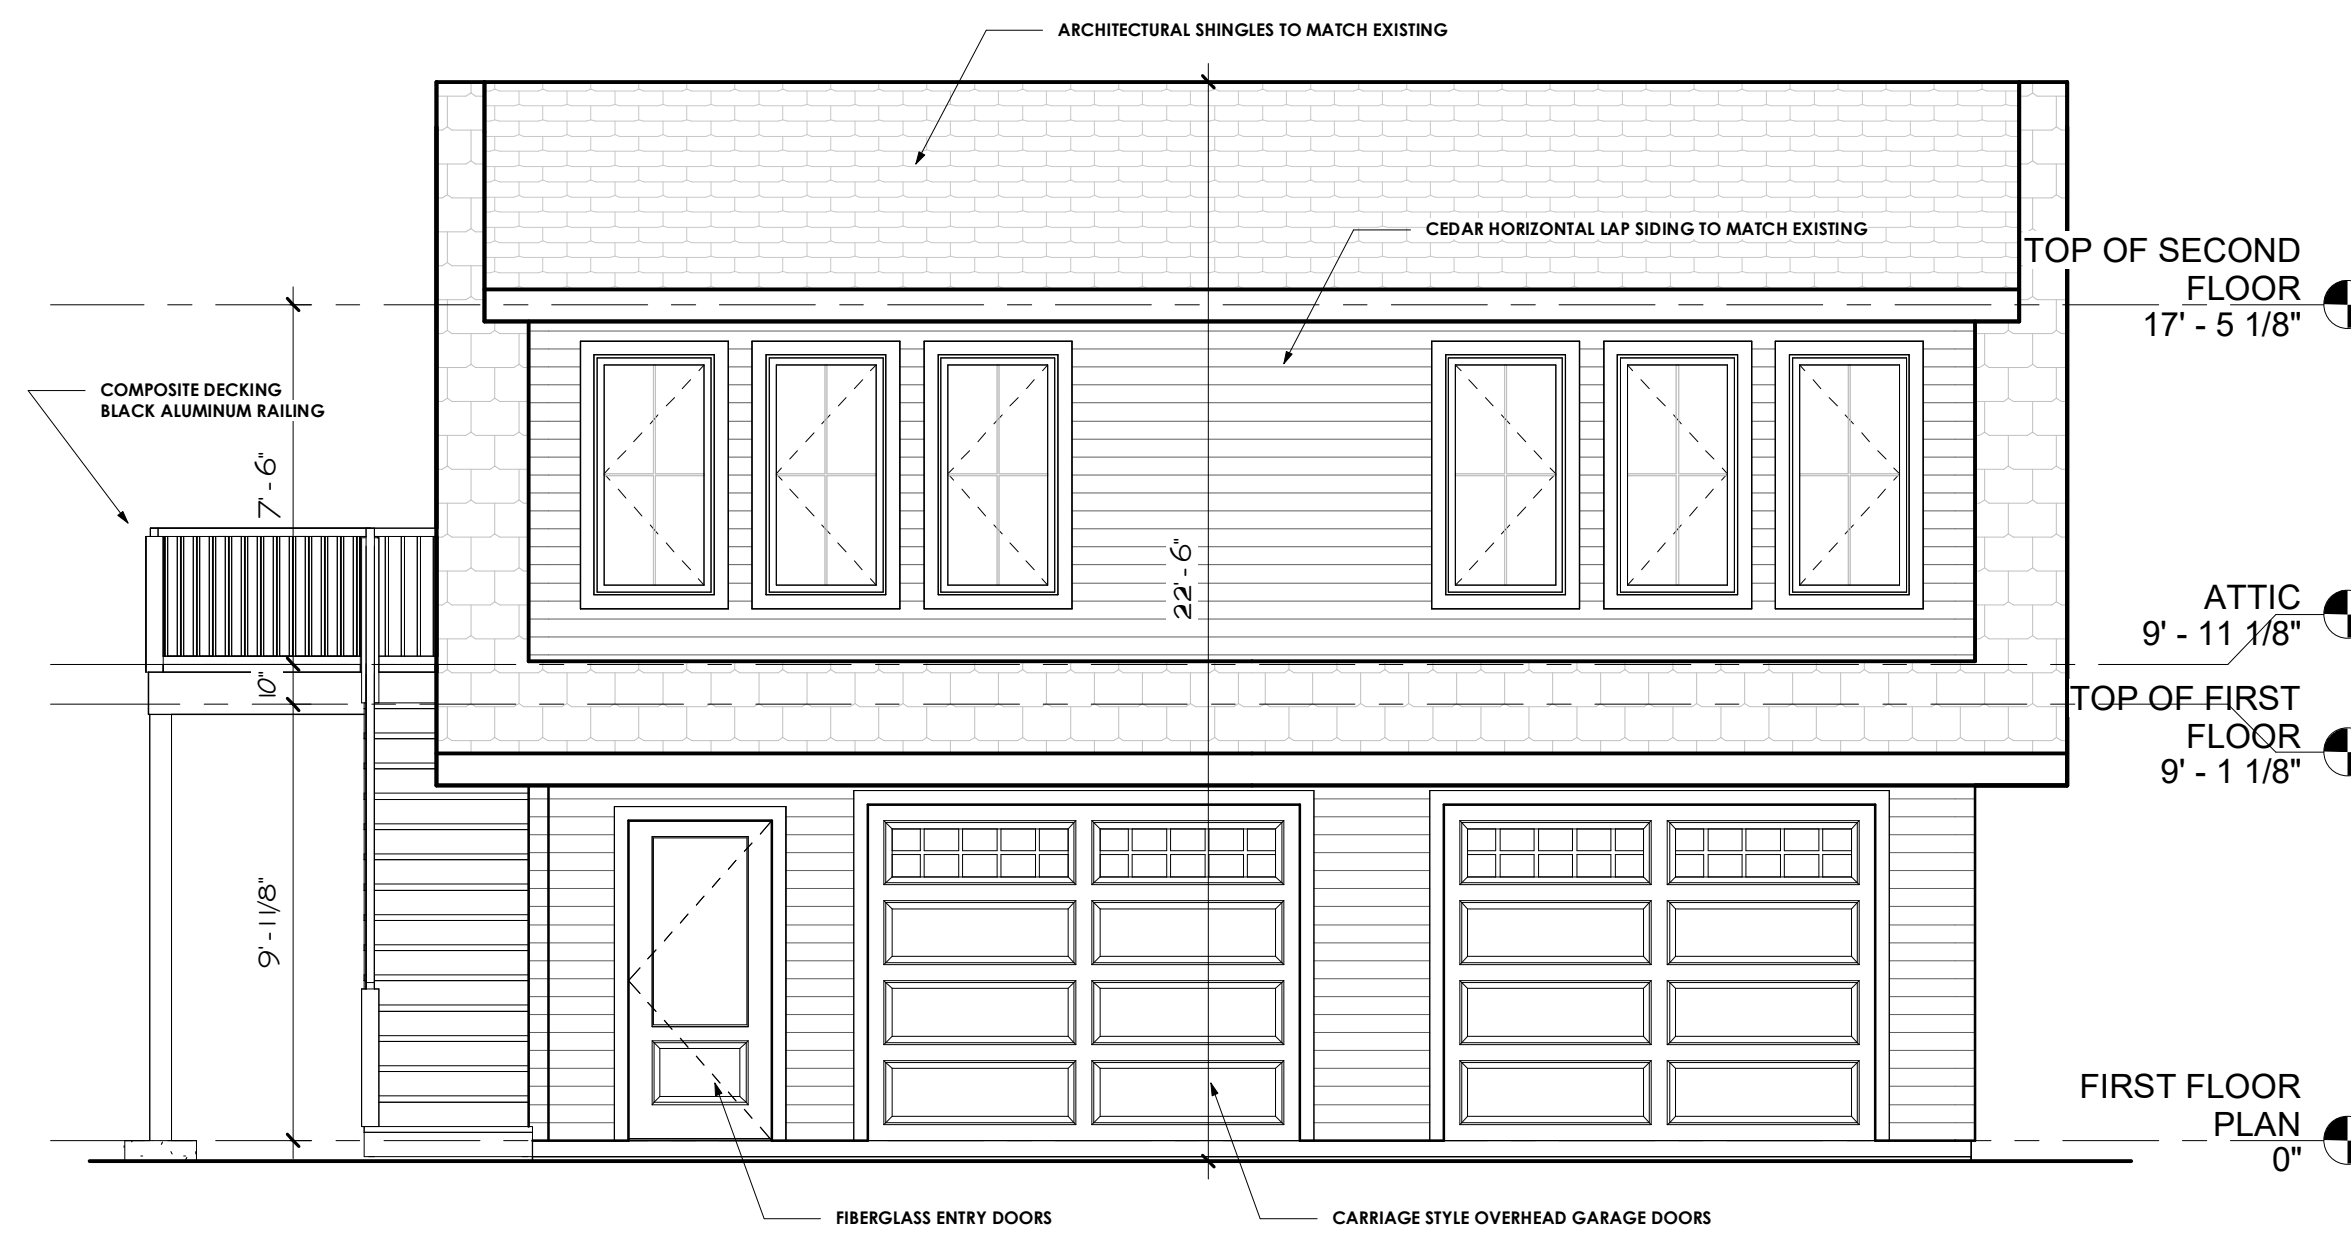 ARCHITECTURAL SHINGLES TO MATCH EXISTING
CEDAR HORIZONTAL LAP SIDING TO MATCH EXISTING
TOP OF SECOND
FLOOR
17' - 5 1/8"
COMPOSITE DECKING
BLACK ALUMINUM RAILING
7' - 6"
22' - 6"
ATTIC
9' - 11 1/8"
10"
TOP OF FIRST
FLOOR
9' - 1 1/8"
9' - 1 1/8"
FIRST FLOOR
PLAN
0"
FIBERGLASS ENTRY DOORS
CARRIAGE STYLE OVERHEAD GARAGE DOORS